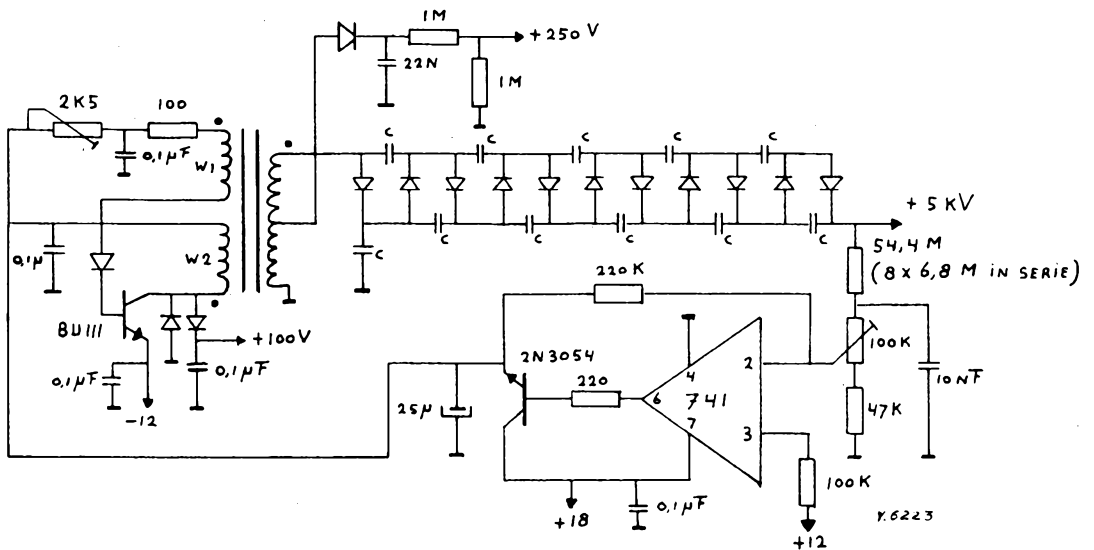 1M
+250 V
22N
1M
2K5
100
0,1µF
W1
C
C
C
C
C
C
C
C
C
C
C
+5 KV
0,1µ
W2
54,4 M
(8 x 6,8 M IN SERIE)
220K
BU111
+100V
0,1µF
0,1µF
-12
2N3054
220
25µ
4
6
741
7
2
3
100K
10NF
47K
100K
+18
0,1µF
+12
Y.6223